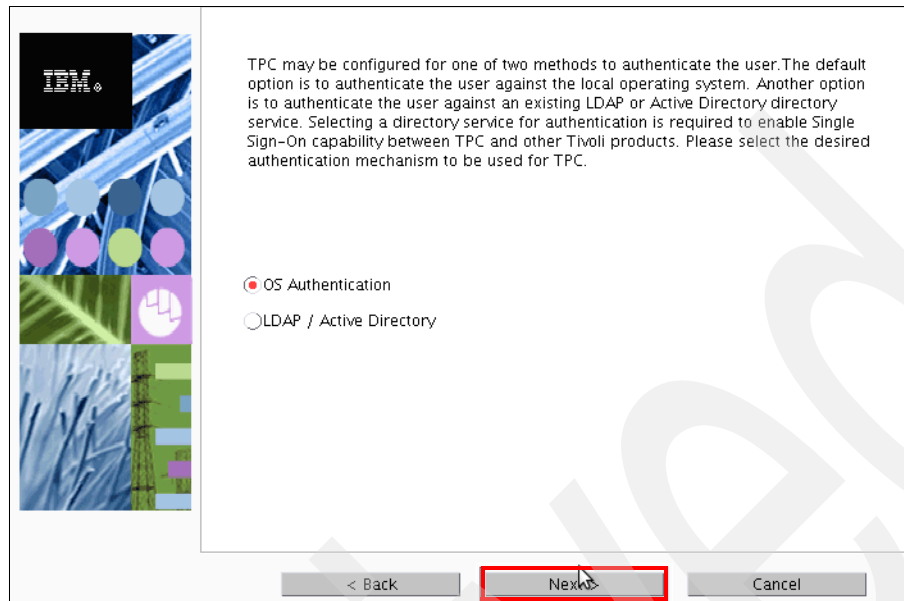 IBM®
TPC may be configured for one of two methods to authenticate the user.The default
option is to authenticate the user against the local operating system. Another option
is to authenticate the user against an existing LDAP or Active Directory directory
service. Selecting a directory service for authentication is required to enable Single
Sign-On capability between TPC and other Tivoli products. Please select the desired
authentication mechanism to be used for TPC.
OS Authentication
LDAP / Active Directory
< Back
Next >
Cancel